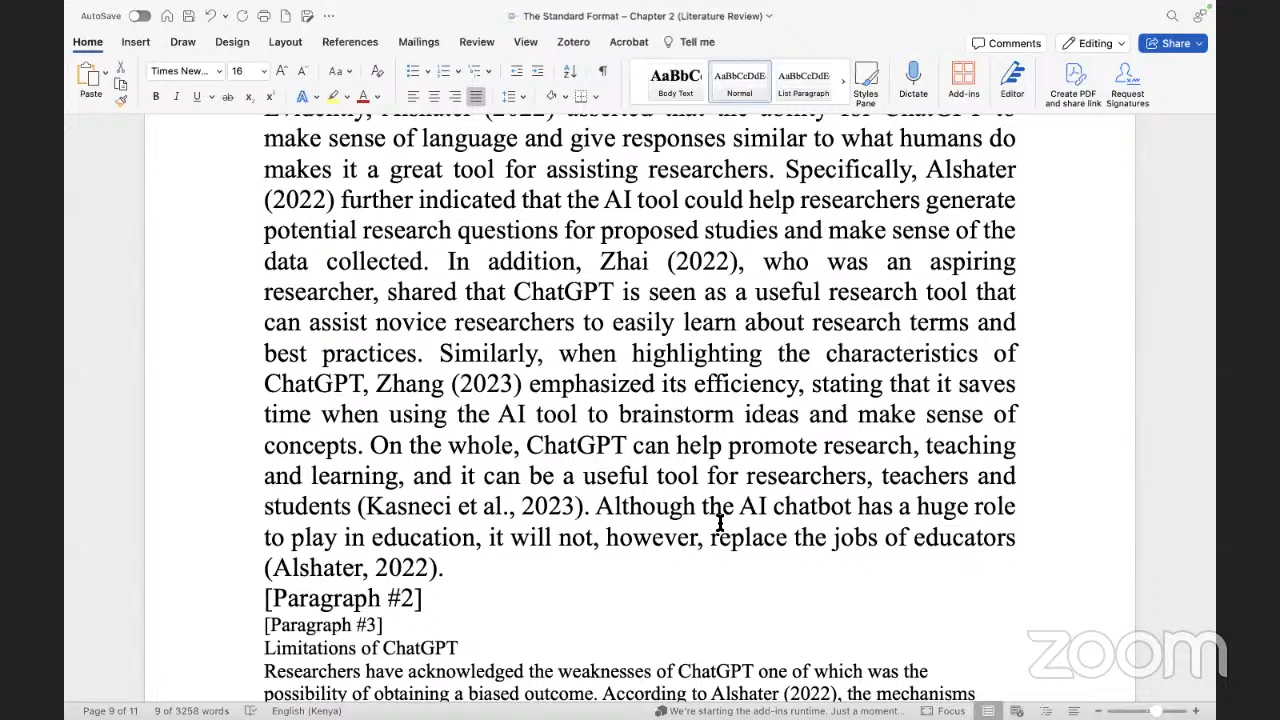 AutoSave
The Standard Format – Chapter 2 (Literature Review)
Home Insert Draw Design Layout References Mailings Review View Zotero Acrobat Tell me
Comments Editing Share
Paste
Times New... 16
Aa
B I U ab x₂ x²
AaBbC AaBbCcDdE AaBbCcDdE
Body Text Normal List Paragraph
Styles Pane
Dictate
Add-ins
Editor
Create PDF and share link
Request Signatures
make sense of language and give responses similar to what humans do
makes it a great tool for assisting researchers. Specifically, Alshater
(2022) further indicated that the AI tool could help researchers generate
potential research questions for proposed studies and make sense of the
data collected. In addition, Zhai (2022), who was an aspiring
researcher, shared that ChatGPT is seen as a useful research tool that
can assist novice researchers to easily learn about research terms and
best practices. Similarly, when highlighting the characteristics of
ChatGPT, Zhang (2023) emphasized its efficiency, stating that it saves
time when using the AI tool to brainstorm ideas and make sense of
concepts. On the whole, ChatGPT can help promote research, teaching
and learning, and it can be a useful tool for researchers, teachers and
students (Kasneci et al., 2023). Although the AI chatbot has a huge role
to play in education, it will not, however, replace the jobs of educators
(Alshater, 2022).
[Paragraph #2]
[Paragraph #3]
Limitations of ChatGPT
Researchers have acknowledged the weaknesses of ChatGPT one of which was the
possibility of obtaining a biased outcome. According to Alshater (2022), the mechanisms
zoom
Page 9 of 11 9 of 3258 words English (Kenya) We're starting the add-ins runtime. Just a moment... Focus